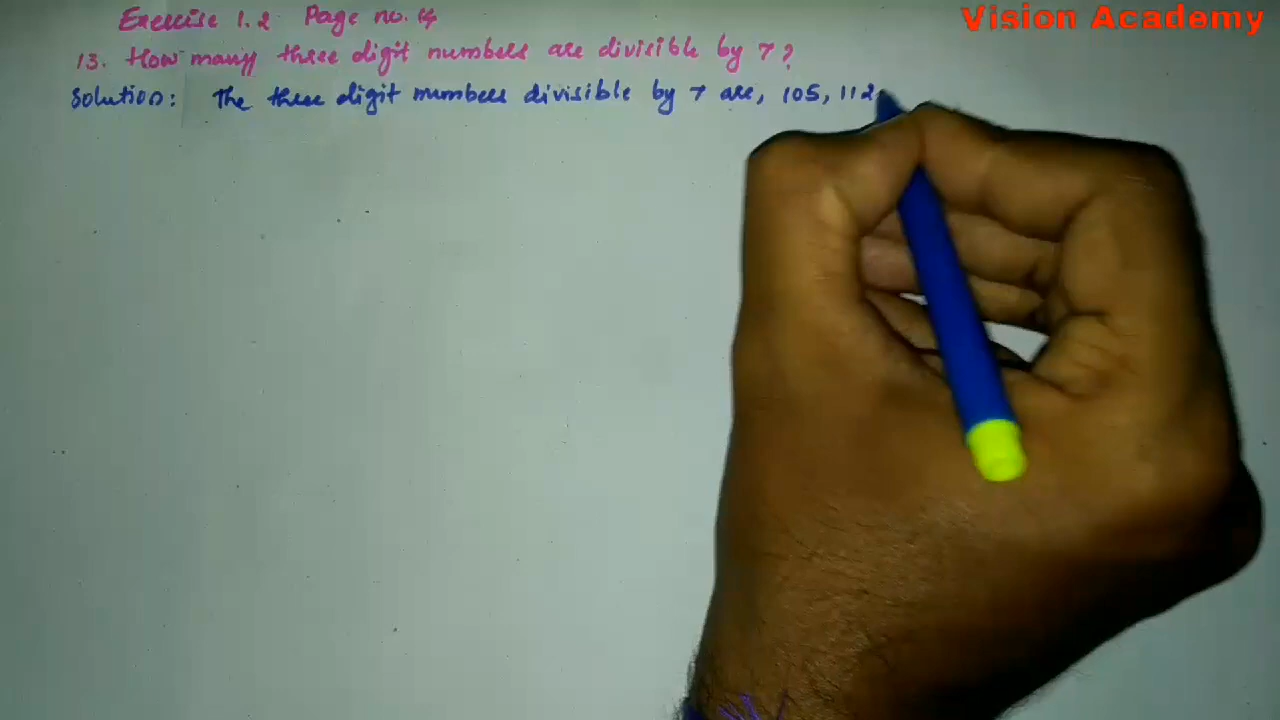 Exercise 1.2 Page no. 14
Vision Academy
13. How many three digit numbers are divisible by 7?
Solution: The three digit numbers divisible by 7 are, 105, 112